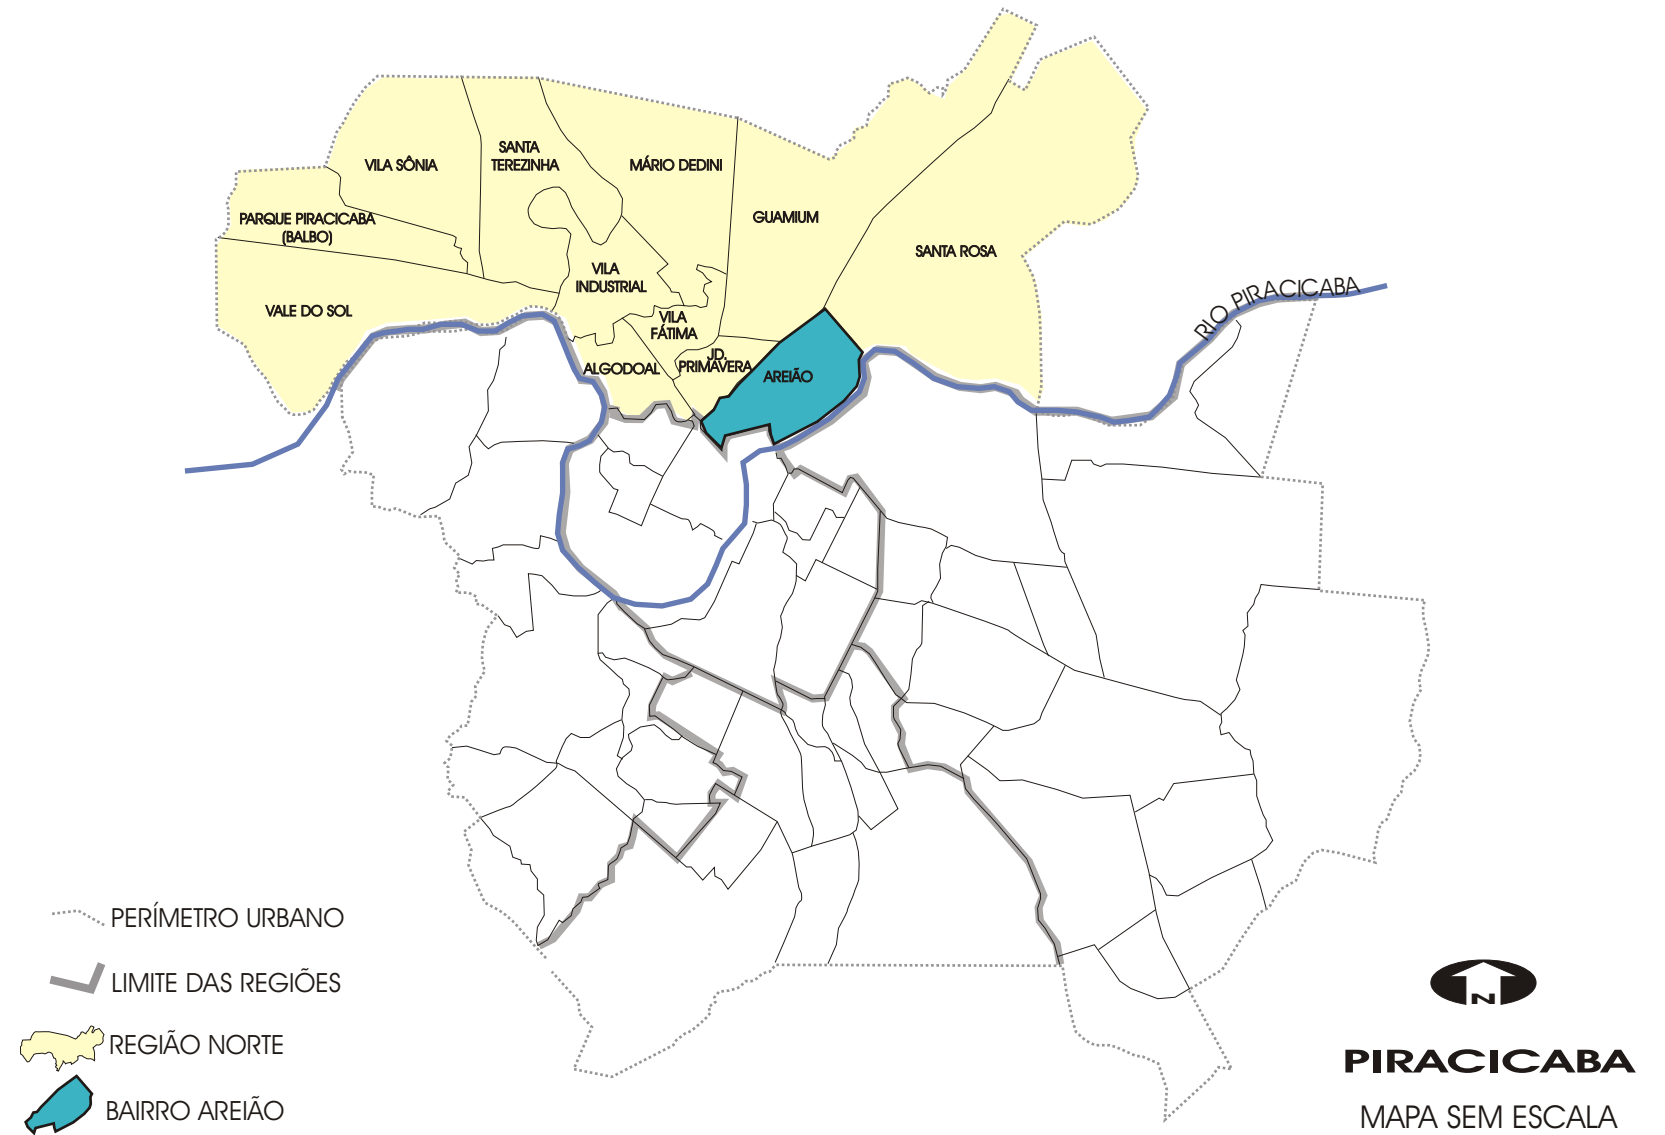 SANTA
TEREZINHA
VILA SÔNIA
MÁRIO DEDINI
PARQUE PIRACICABA
(BALBO)
GUAMIUM
SANTA ROSA
VILA
INDUSTRIAL
VALE DO SOL
RIO PIRACICABA
VILA
FÁTIMA
JD.
PRIMAVERA
ALGODOAL
AREIÃO
PERÍMETRO URBANO
LIMITE DAS REGIÕES
REGIÃO NORTE
BAIRRO AREIÃO
N
PIRACICABA
MAPA SEM ESCALA